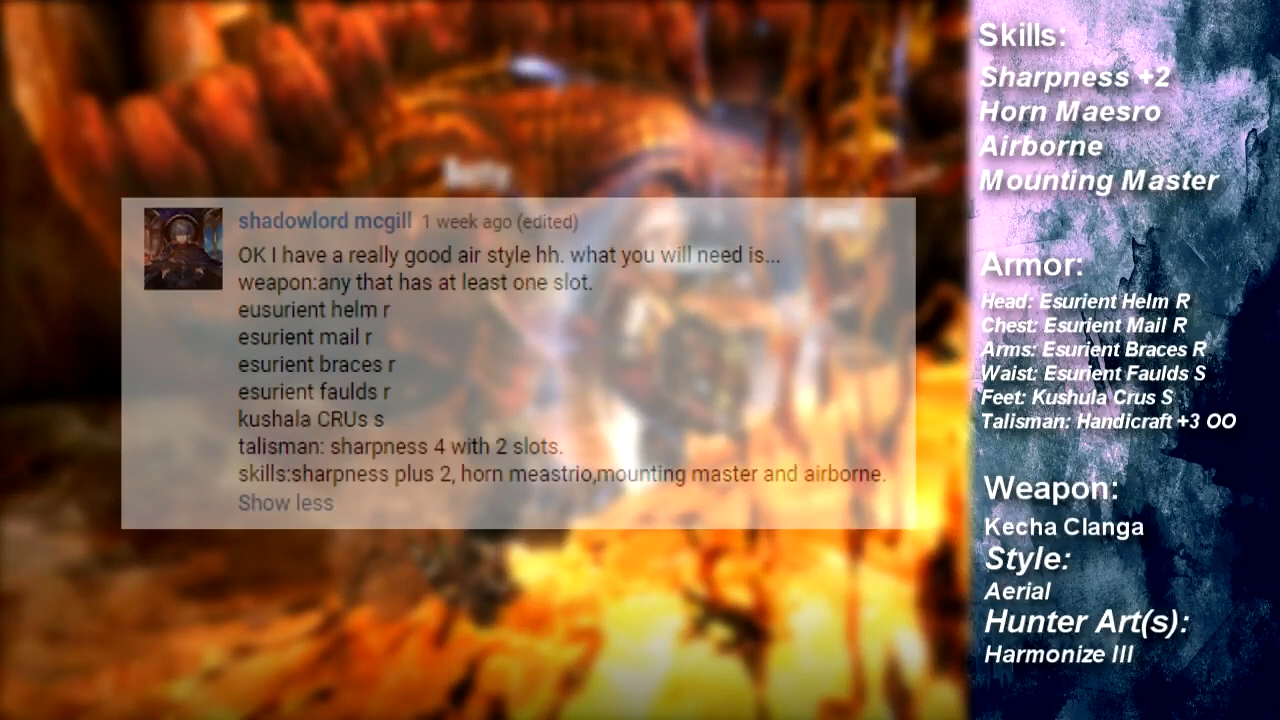 shadowlord mcgill 1 week ago (edited)
OK I have a really good air style hh. what you will need is...
weapon:any that has at least one slot.
eusurient helm r
esurient mail r
esurient braces r
esurient faulds r
kushala CRUs s
talisman: sharpness 4 with 2 slots.
skills:sharpness plus 2, horn meastrio,mounting master and airborne.
Show less
Skills:
Sharpness +2
Horn Maesro
Airborne
Mounting Master
Armor:
Head: Esurient Helm R
Chest: Esurient Mail R
Arms: Esurient Braces R
Waist: Esurient Faulds S
Feet: Kushula Crus S
Talisman: Handicraft +3 OO
Weapon:
Kecha Clanga
Style:
Aerial
Hunter Art(s):
Harmonize III